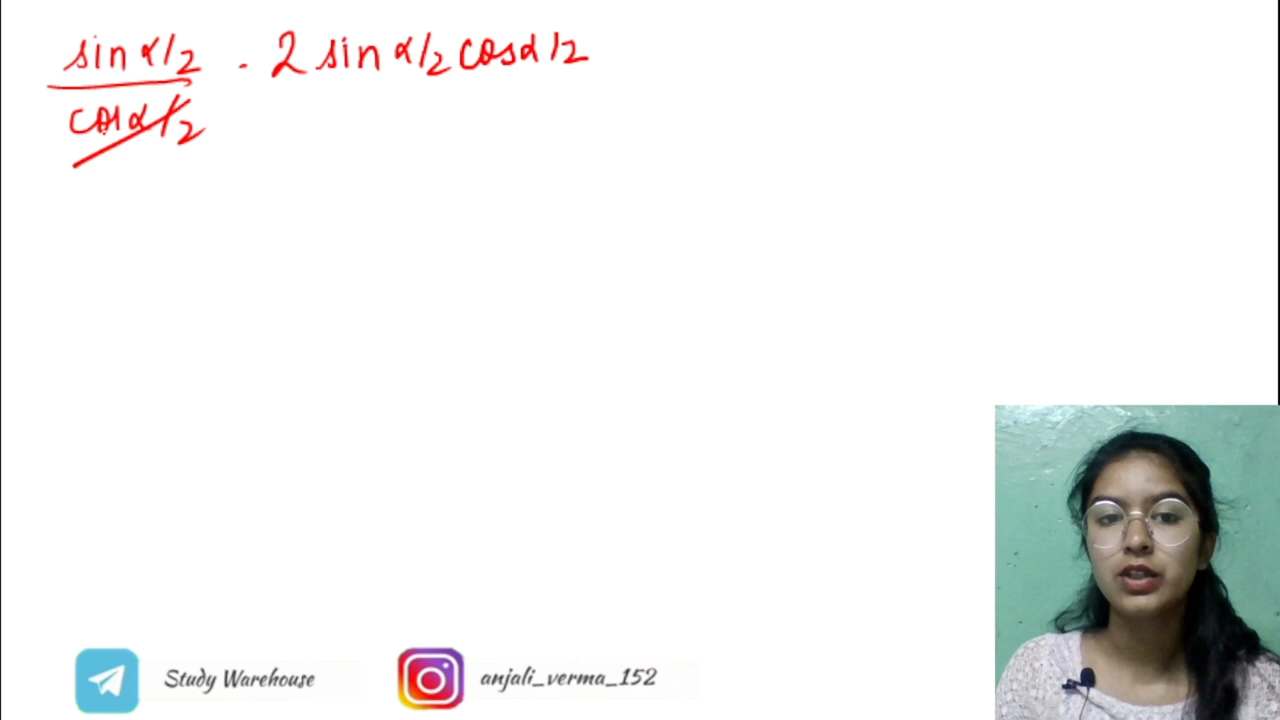 sin α/2 . 2 sin α/2 cos α/2
cos α/2
Study Warehouse
anjali_verma_152